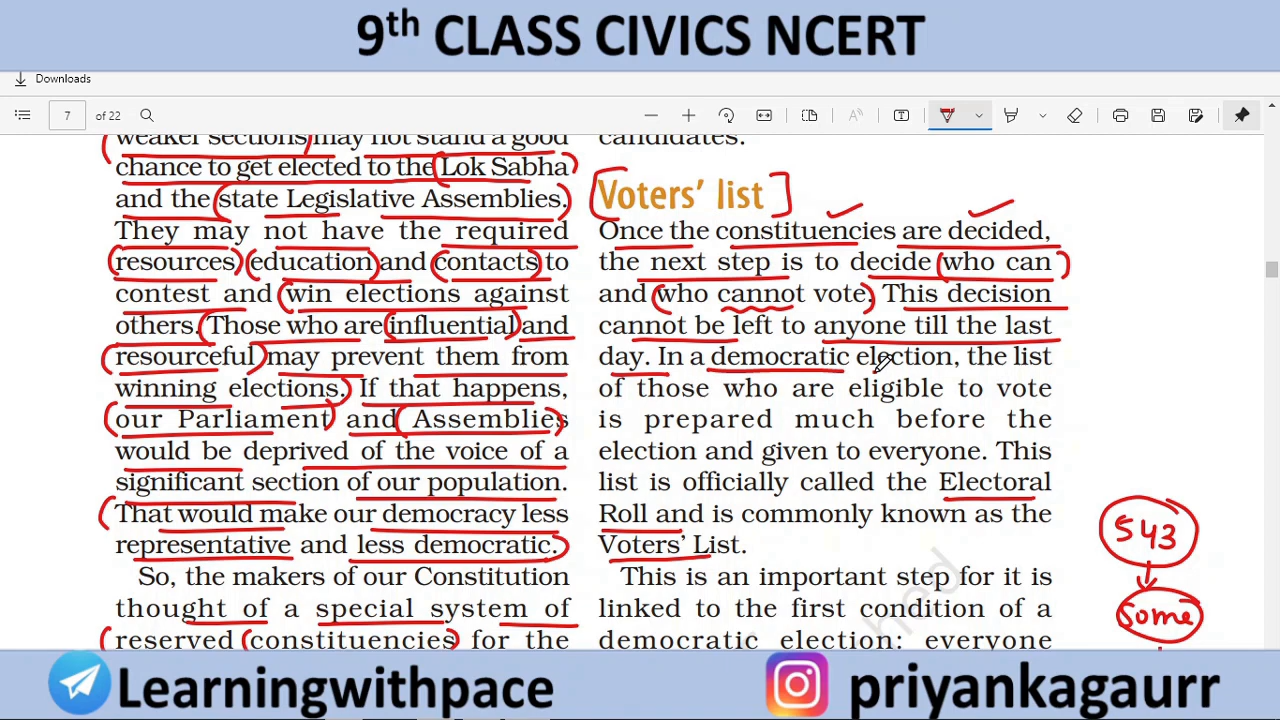 9th CLASS CIVICS NCERT
Downloads
7 of 22
weaker sections may not stand a good
chance to get elected to the Lok Sabha
and the state Legislative Assemblies.
They may not have the required
resources, education and contacts to
contest and win elections against
others. Those who are influential and
resourceful may prevent them from
winning elections. If that happens,
our Parliament and Assemblies
would be deprived of the voice of a
significant section of our population.
That would make our democracy less
representative and less democratic.
So, the makers of our Constitution
thought of a special system of
reserved constituencies for the
candidates.
Voters' list
Once the constituencies are decided,
the next step is to decide who can
and who cannot vote. This decision
cannot be left to anyone till the last
day. In a democratic election, the list
of those who are eligible to vote
is prepared much before the
election and given to everyone. This
list is officially called the Electoral
Roll and is commonly known as the
Voters' List.
This is an important step for it is
linked to the first condition of a
democratic election: everyone
543
Some
hed
Learningwithpace
priyankagaurr